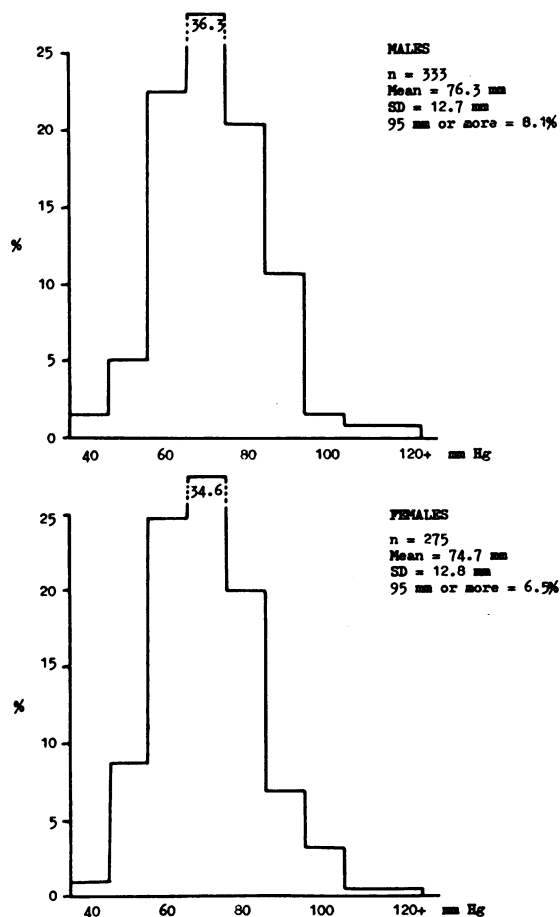 36.3
25
20
15
%
10
5
0
40 60 80 100 120+ mm Hg
MALES
n = 333
Mean = 76.3 mm
SD = 12.7 mm
95 mm or more = 8.1%
34.6
25
20
15
%
10
5
0
40 60 80 100 120+ mm Hg
FEMALES
n = 275
Mean = 74.7 mm
SD = 12.8 mm
95 mm or more = 6.5%